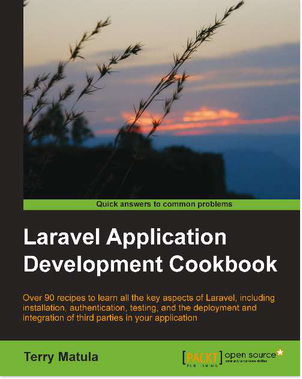 Quick answers to common problems
Laravel Application
Development Cookbook
Over 90 recipes to learn all the key aspects of Laravel, including
installation, authentication, testing, and the deployment and
integration of third parties in your application
Terry Matula
[PACKT] open source
PUBLISHING